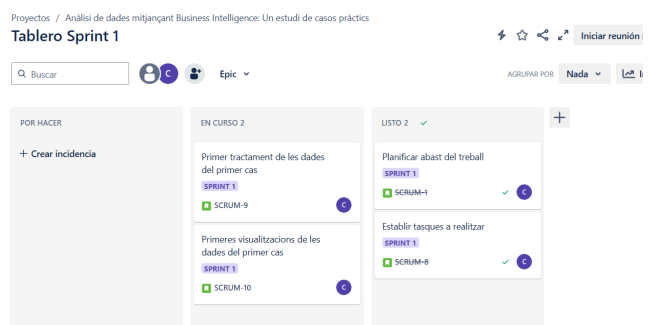 Proyectos / Anàlisi de dades mitjançant Business Intelligence: Un estudi de casos pràctics
Tablero Sprint 1
Iniciar reunión
Buscar
C
Epic
AGRUPAR POR
Nada
POR HACER
+ Crear incidencia
EN CURSO 2
Primer tractament de les dades
del primer cas
SPRINT 1
SCRUM-9
C
Primeres visualitzacions de les
dades del primer cas
SPRINT 1
SCRUM-10
C
LISTO 2
Planificar abast del treball
SPRINT 1
SCRUM-1
C
Establir tasques a realitzar
SPRINT 1
SCRUM-8
C